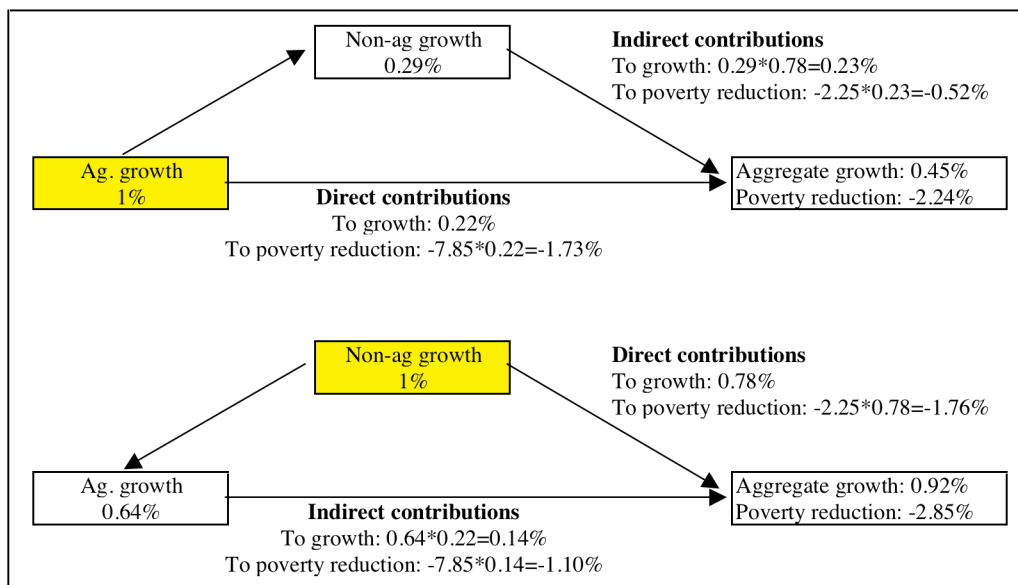 Non-ag growth
0.29%
Indirect contributions
To growth: 0.29*0.78=0.23%
To poverty reduction: -2.25*0.23=-0.52%
Ag. growth
1%
Aggregate growth: 0.45%
Poverty reduction: -2.24%
Direct contributions
To growth: 0.22%
To poverty reduction: -7.85*0.22=-1.73%
Non-ag growth
1%
Direct contributions
To growth: 0.78%
To poverty reduction: -2.25*0.78=-1.76%
Ag. growth
0.64%
Aggregate growth: 0.92%
Poverty reduction: -2.85%
Indirect contributions
To growth: 0.64*0.22=0.14%
To poverty reduction: -7.85*0.14=-1.10%